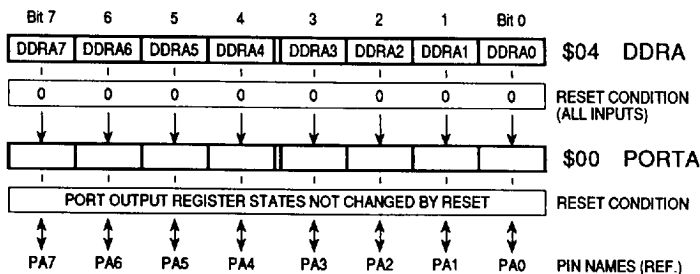 Bit 7 6 5 4 3 2 1 Bit 0
DDRA7 DDRA6 DDRA5 DDRA4 DDRA3 DDRA2 DDRA1 DDRA0 $04 DDRA
0 0 0 0 0 0 0 0 RESET CONDITION
(ALL INPUTS)
$00 PORTA
PORT OUTPUT REGISTER STATES NOT CHANGED BY RESET RESET CONDITION
PA7 PA6 PA5 PA4 PA3 PA2 PA1 PA0 PIN NAMES (REF.)